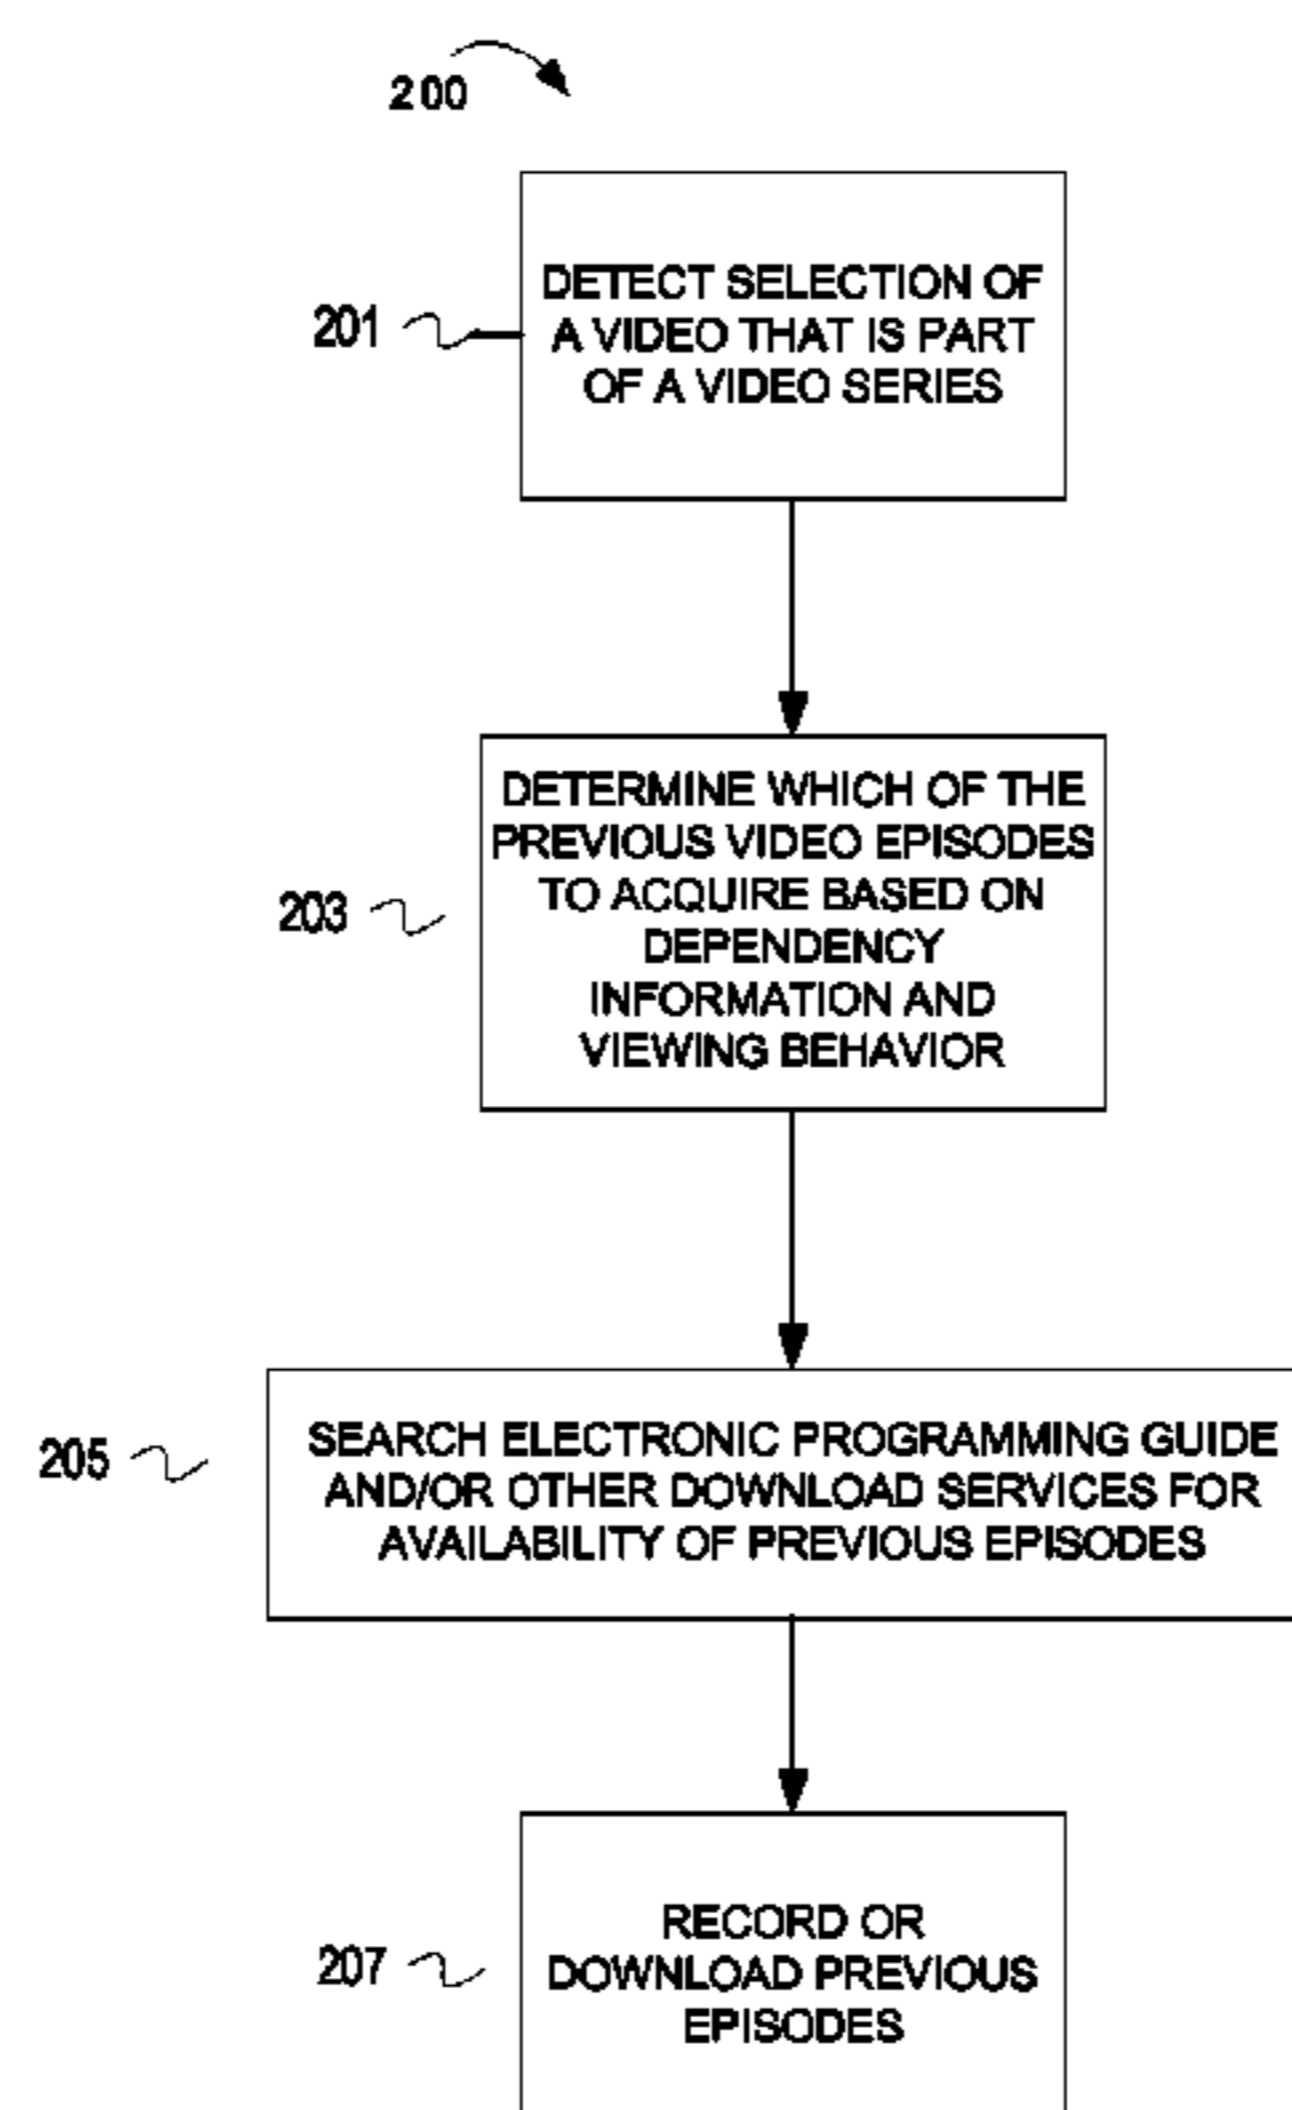 200
201
DETECT SELECTION OF
A VIDEO THAT IS PART
OF A VIDEO SERIES
203
DETERMINE WHICH OF THE
PREVIOUS VIDEO EPISODES
TO ACQUIRE BASED ON
DEPENDENCY
INFORMATION AND
VIEWING BEHAVIOR
205
SEARCH ELECTRONIC PROGRAMMING GUIDE
AND/OR OTHER DOWNLOAD SERVICES FOR
AVAILABILITY OF PREVIOUS EPISODES
207
RECORD OR
DOWNLOAD PREVIOUS
EPISODES